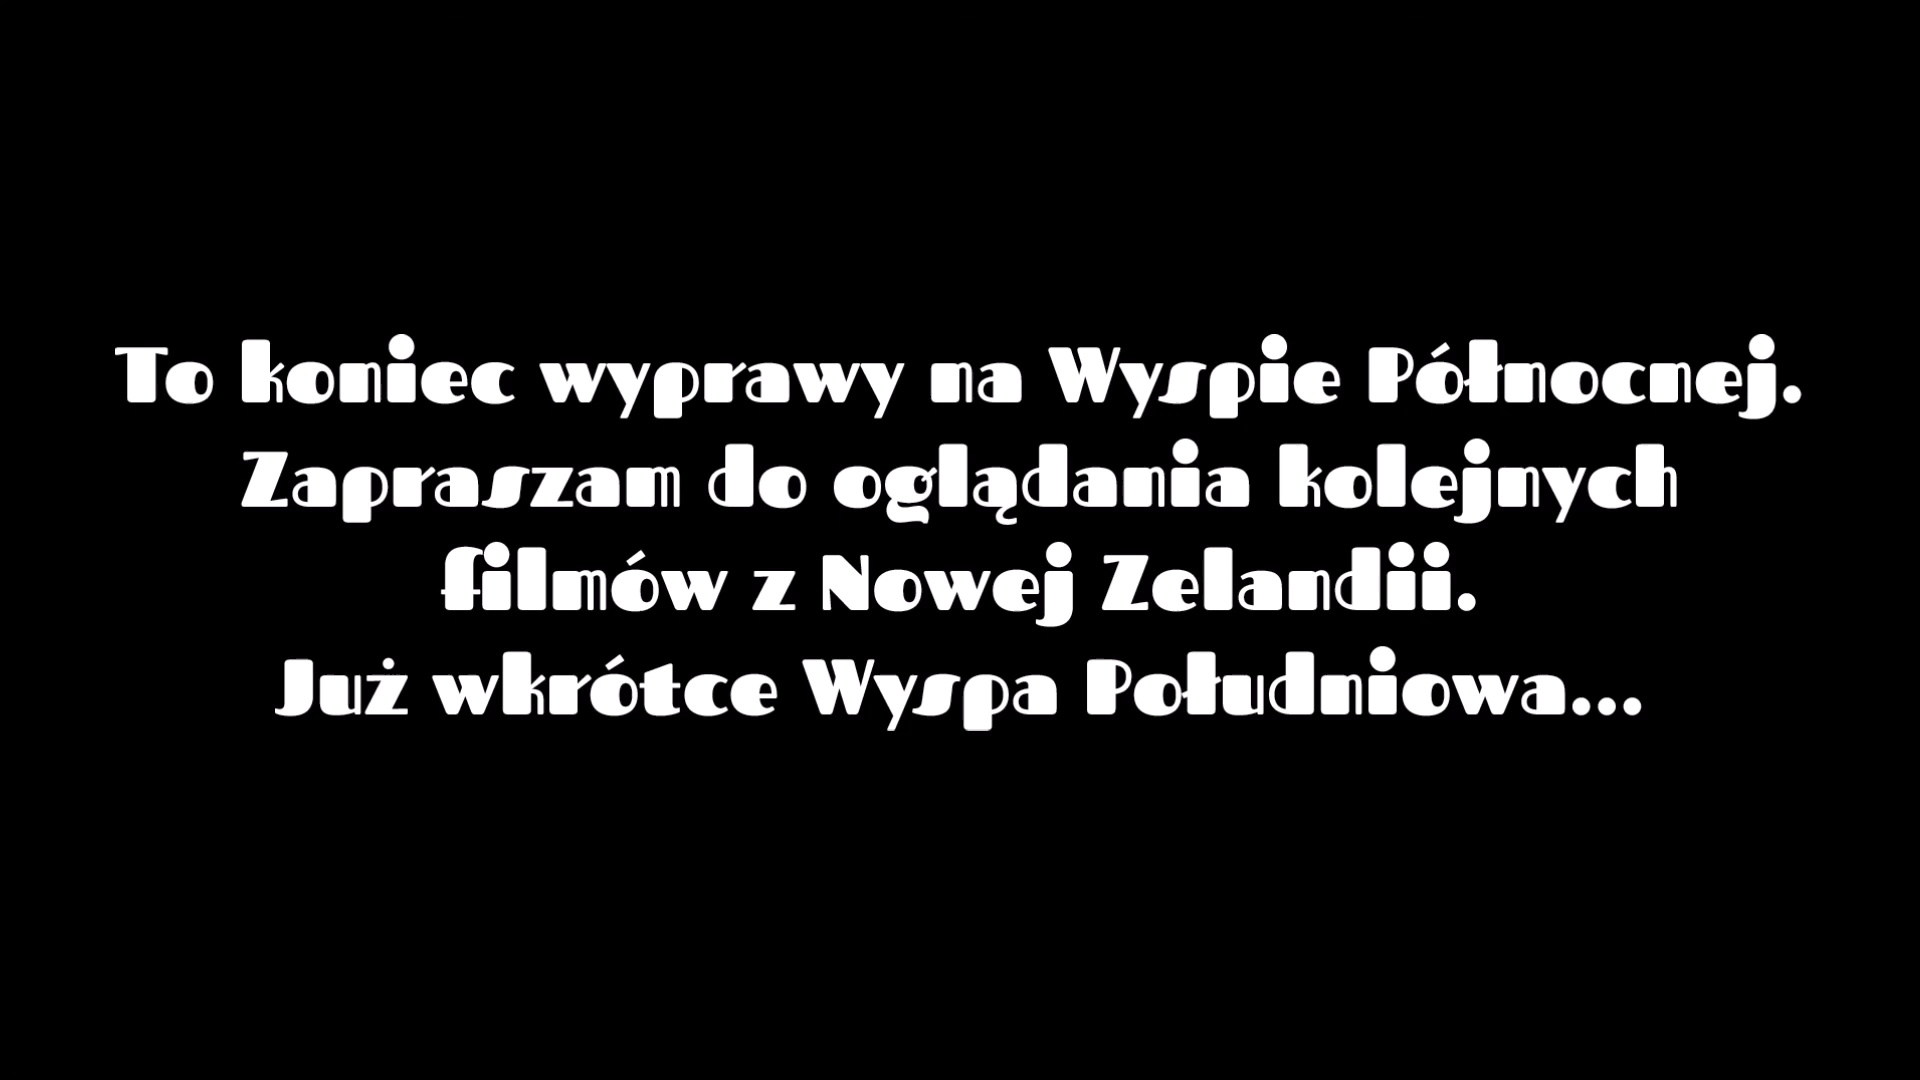 To koniec wyprawy na Wyspie Północnej.
Zapraszam do oglądania kolejnych
filmów z Nowej Zelandii.
Już wkrótce Wyspa Południowa...